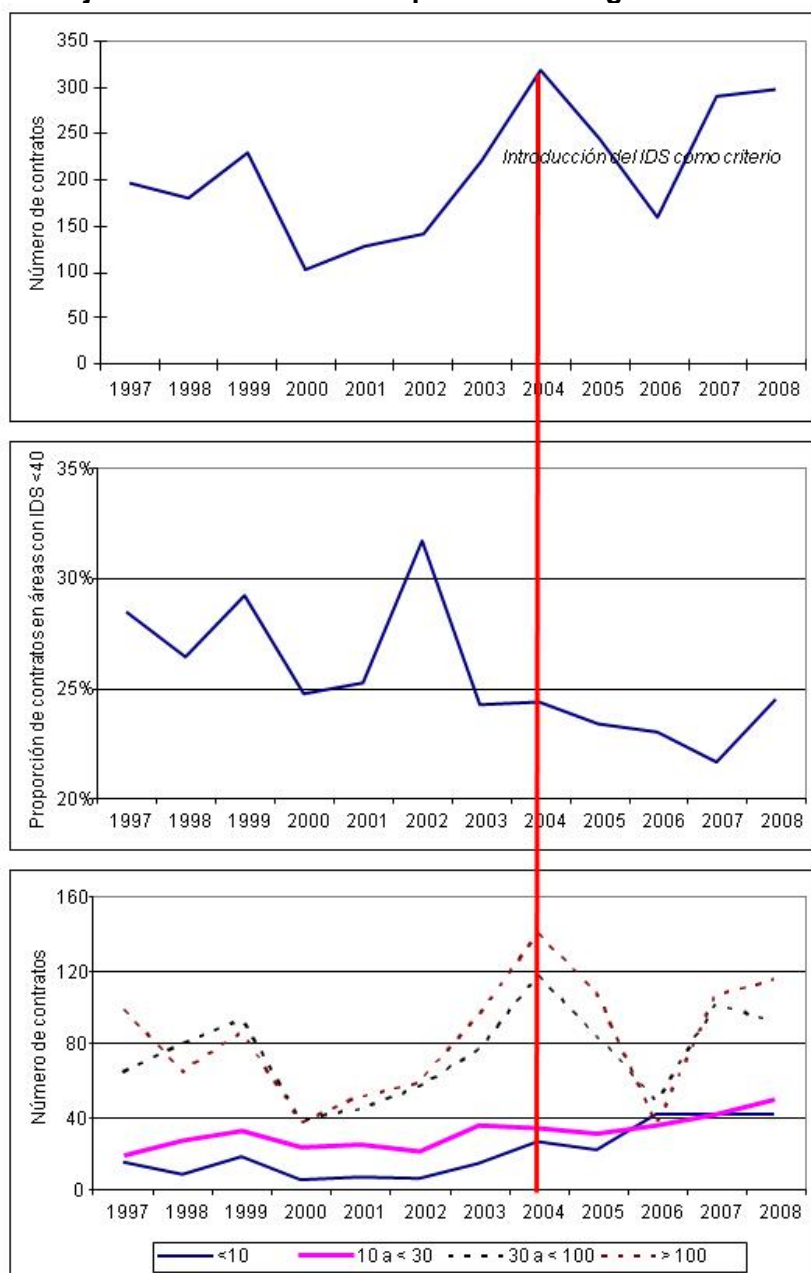 350
300
250
200
150
100
50
0
Número de contratos
Introducción del IDS como criterio
1997 1998 1999 2000 2001 2002 2003 2004 2005 2006 2007 2008
35%
30%
25%
20%
Proporción de contratos en áreas con IDS <40
1997 1998 1999 2000 2001 2002 2003 2004 2005 2006 2007 2008
160
120
80
40
0
Número de contratos
1997 1998 1999 2000 2001 2002 2003 2004 2005 2006 2007 2008
<10 10 a < 30 30 a < 100 > 100